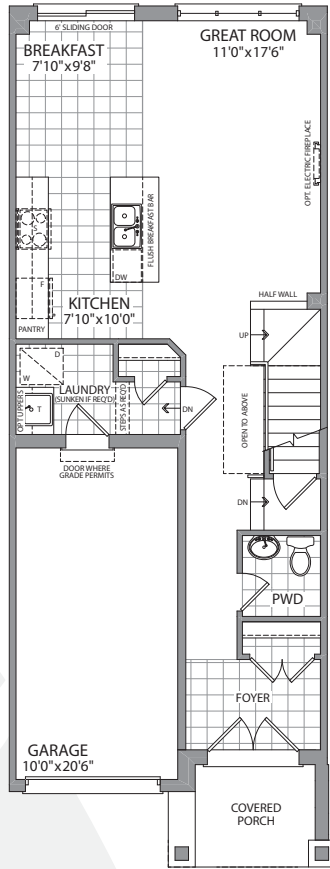 6' SLIDING DOOR
BREAKFAST
7'10"x9'8"
GREAT ROOM
11'0"x17'6"
OPT. ELECTRIC FIREPLACE
S
FLUSH BREAKFAST BAR
F
DW
KITCHEN
7'10"x10'0"
PANTRY
HALF WALL
UP
D
W
LAUNDRY
(SUNKEN IF REQ'D)
OPT UPPERS
T
STEPS AS REQ'D
DN
OPEN TO ABOVE
DOOR WHERE
GRADE PERMITS
DN
PWD
FOYER
GARAGE
10'0"x20'6"
COVERED
PORCH